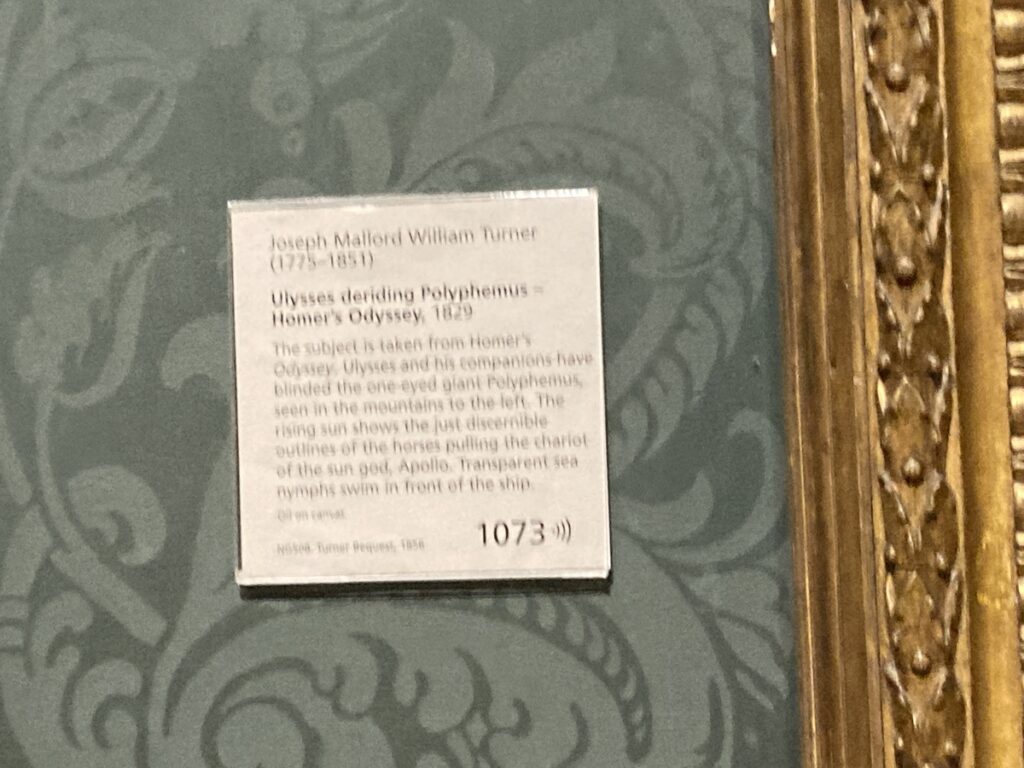 Joseph Mallord William Turner
(1775–1851)
Ulysses deriding Polyphemus –
Homer's Odyssey, 1829
The subject is taken from Homer's
Odyssey. Ulysses and his companions have
blinded the one-eyed giant Polyphemus,
seen in the mountains to the left. The
rising sun shows the just discernible
outlines of the horses pulling the chariot
of the sun god, Apollo. Transparent sea
nymphs swim in front of the ship.
Oil on canvas
NG508. Turner Bequest, 1856
1073